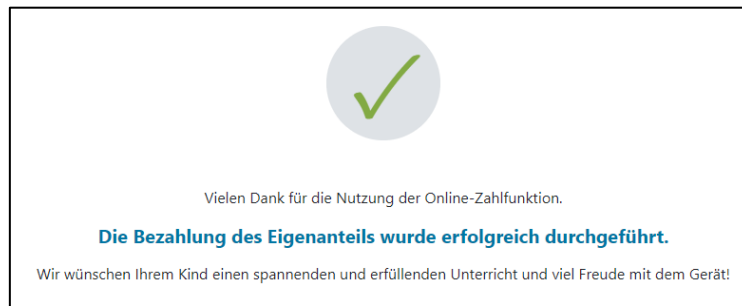 Vielen Dank für die Nutzung der Online-Zahlfunktion.
Die Bezahlung des Eigenanteils wurde erfolgreich durchgeführt.
Wir wünschen Ihrem Kind einen spannenden und erfüllenden Unterricht und viel Freude mit dem Gerät!